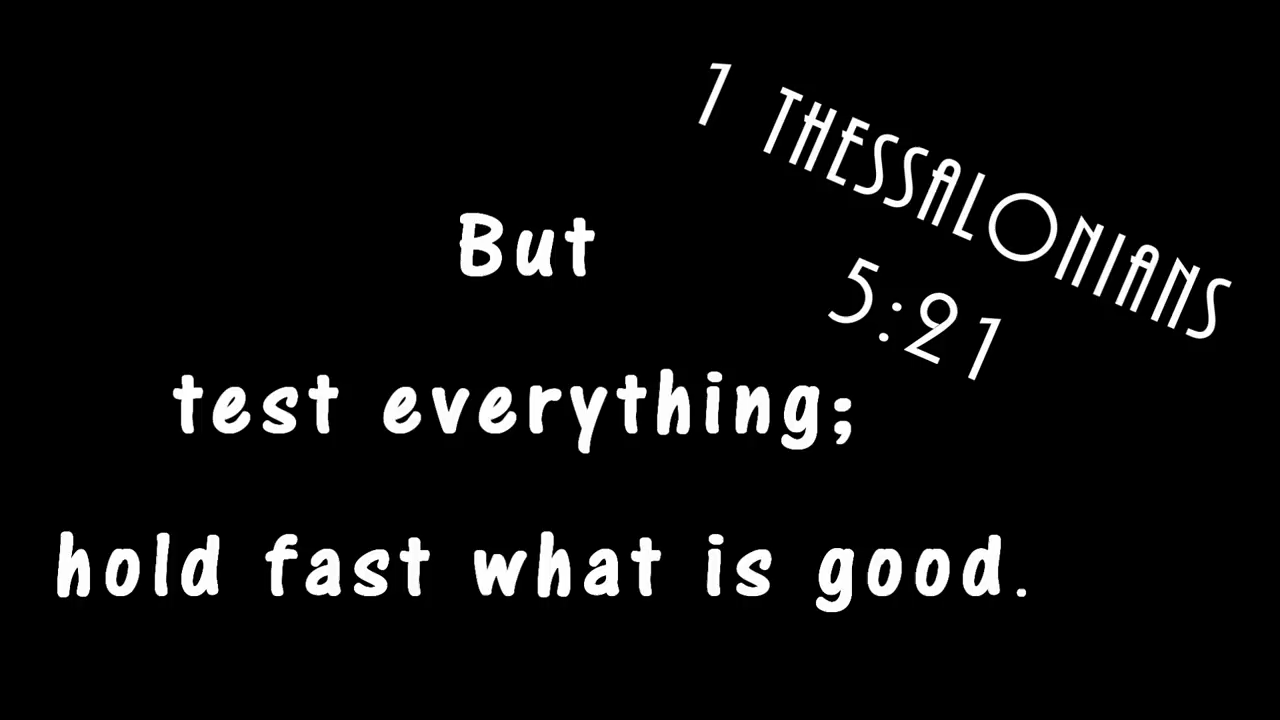 1 THESSALONIANS
5:21
But
test everything;
hold fast what is good.